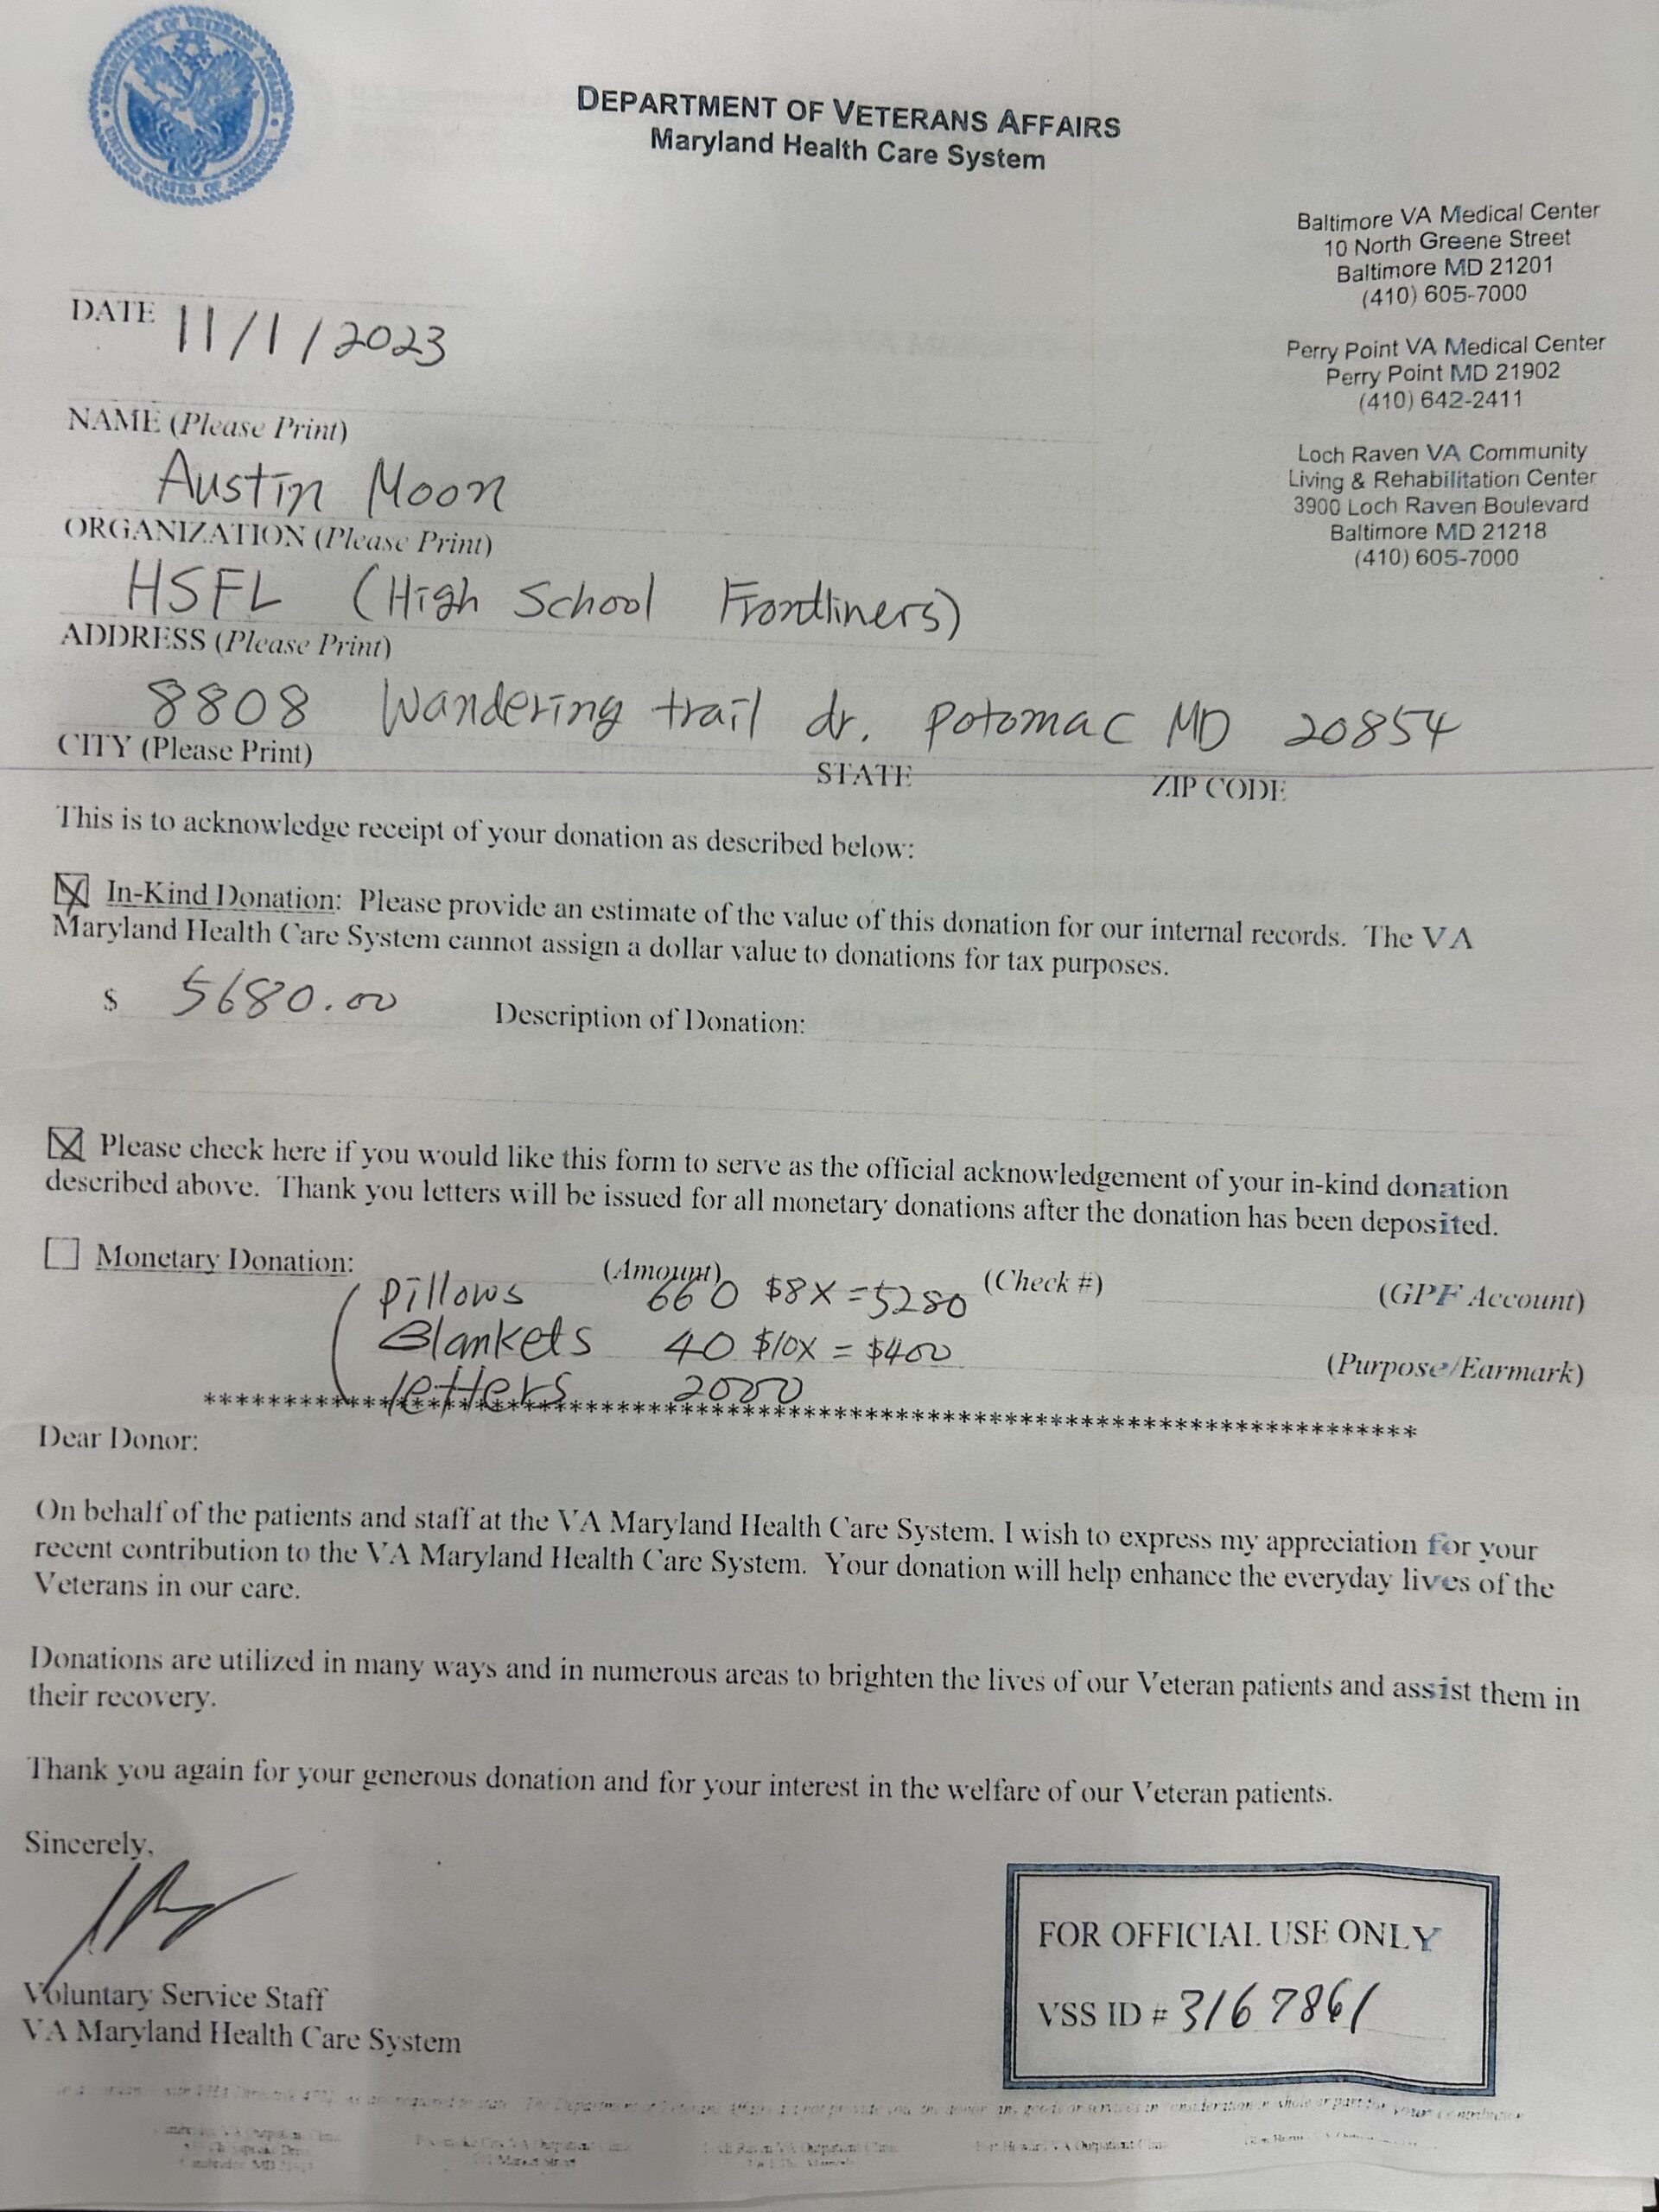 DEPARTMENT OF VETERANS AFFAIRS
UNITED STATES OF AMERICA
DEPARTMENT OF VETERANS AFFAIRS
Maryland Health Care System
Baltimore VA Medical Center
10 North Greene Street
Baltimore MD 21201
(410) 605-7000
Perry Point VA Medical Center
Perry Point MD 21902
(410) 642-2411
Loch Raven VA Community
Living & Rehabilitation Center
3900 Loch Raven Boulevard
Baltimore MD 21218
(410) 605-7000
DATE 11/1/2023
NAME (Please Print)
Austin Moon
ORGANIZATION (Please Print)
HSFL (High School Frontliners)
ADDRESS (Please Print)
8808 Wandering trail dr. Potomac MD 20854
CITY (Please Print) STATE ZIP CODE
This is to acknowledge receipt of your donation as described below:
In-Kind Donation: Please provide an estimate of the value of this donation for our internal records. The VA
Maryland Health Care System cannot assign a dollar value to donations for tax purposes.
$ 5680.00 Description of Donation:
Please check here if you would like this form to serve as the official acknowledgement of your in-kind donation
described above. Thank you letters will be issued for all monetary donations after the donation has been deposited.
Monetary Donation: (Amount) (Check #) (GPF Account)
Pillows 660 $8X =5280
Blankets 40 $10X = $400 (Purpose/Earmark)
letters 2000
********************************************************************************
Dear Donor:
On behalf of the patients and staff at the VA Maryland Health Care System, I wish to express my appreciation for your
recent contribution to the VA Maryland Health Care System. Your donation will help enhance the everyday lives of the
Veterans in our care.
Donations are utilized in many ways and in numerous areas to brighten the lives of our Veteran patients and assist them in
their recovery.
Thank you again for your generous donation and for your interest in the welfare of our Veteran patients.
Sincerely,
Voluntary Service Staff
VA Maryland Health Care System
FOR OFFICIAL USE ONLY
VSS ID # 3167861